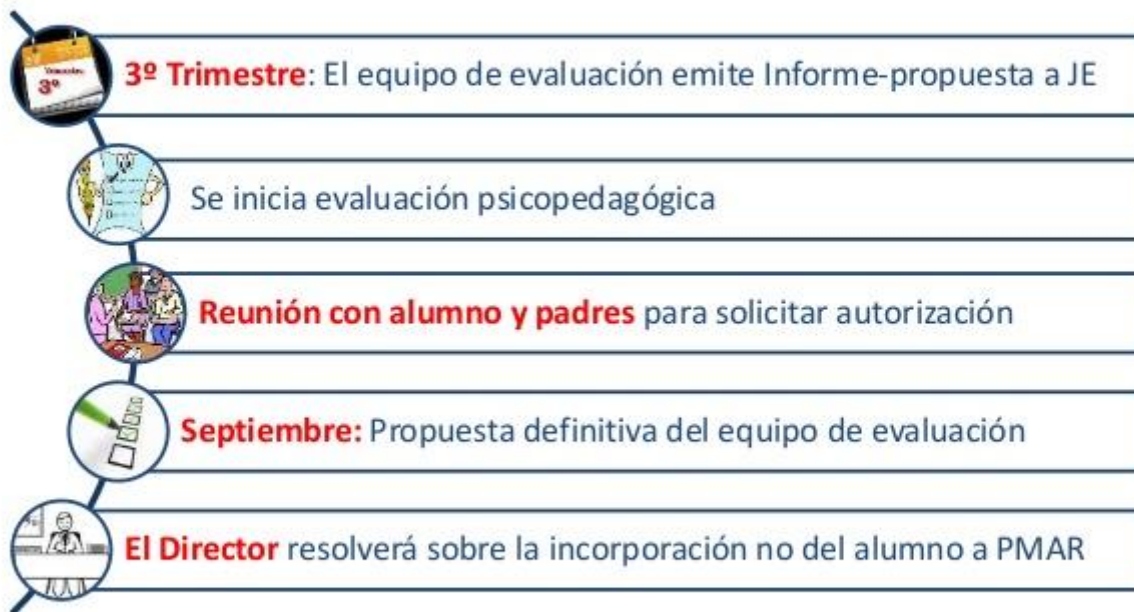 Trimestre
3º
3º Trimestre: El equipo de evaluación emite Informe-propuesta a JE
Se inicia evaluación psicopedagógica
Reunión con alumno y padres para solicitar autorización
Septiembre: Propuesta definitiva del equipo de evaluación
El Director resolverá sobre la incorporación no del alumno a PMAR